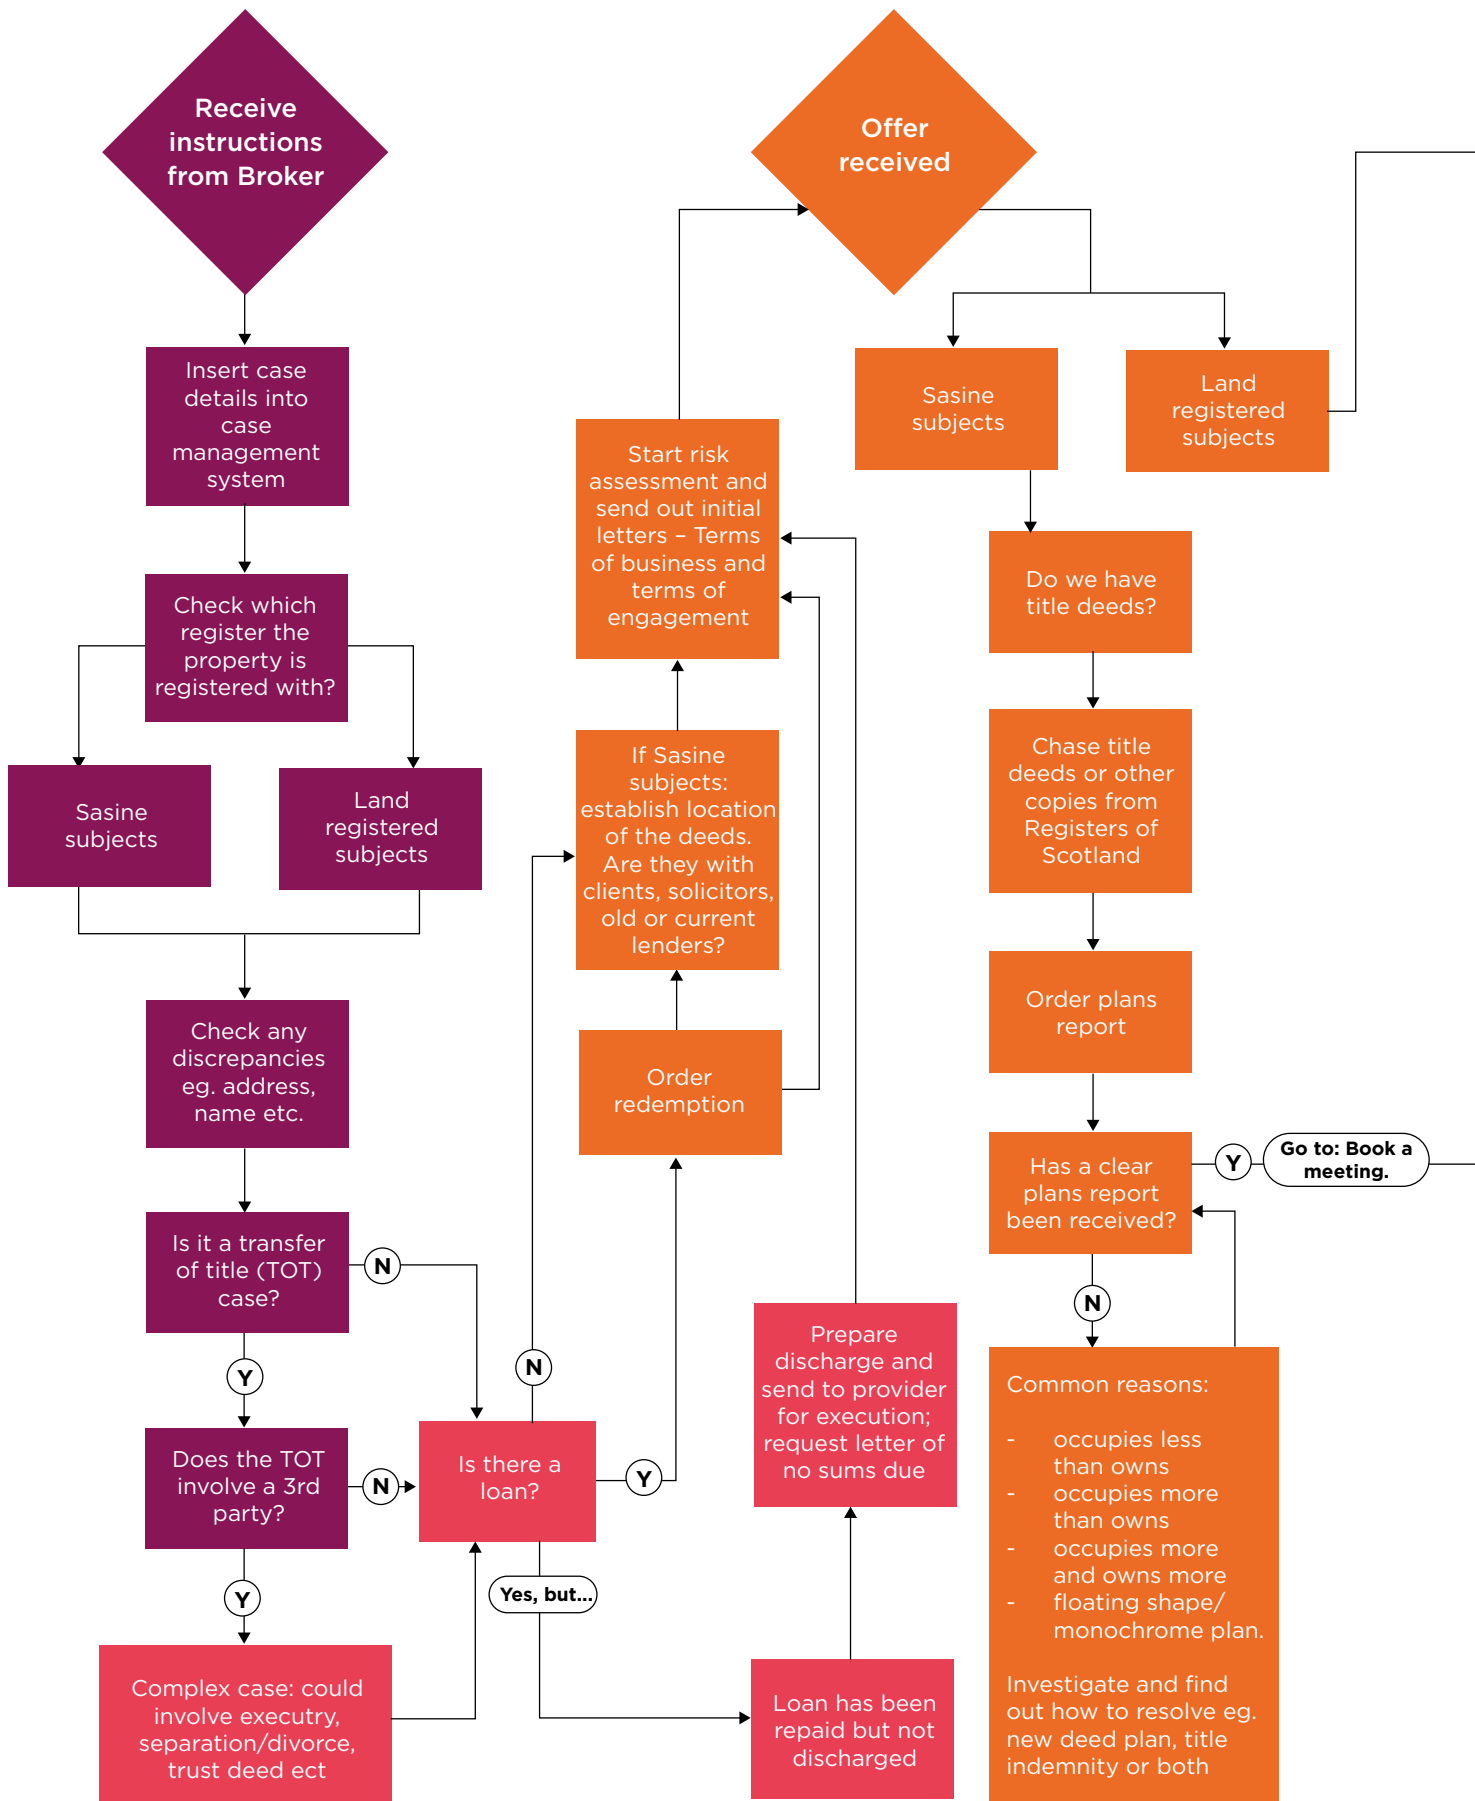 Receive
instructions
from Broker
Insert case
details into
case
management
system
Check which
register the
property is
registered with?
Sasine
subjects
Land
registered
subjects
Check any
discrepancies
eg. address,
name etc.
Is it a transfer
of title (TOT)
case?
N
Y
Does the TOT
involve a 3rd
party?
N
Y
Complex case: could
involve executry,
separation/divorce,
trust deed ect
Is there a
loan?
N
Y
Yes, but...
Loan has been
repaid but not
discharged
Prepare
discharge and
send to provider
for execution;
request letter of
no sums due
Order
redemption
If Sasine
subjects:
establish location
of the deeds.
Are they with
clients, solicitors,
old or current
lenders?
Start risk
assessment and
send out initial
letters – Terms
of business and
terms of
engagement
Offer
received
Sasine
subjects
Land
registered
subjects
Do we have
title deeds?
Chase title
deeds or other
copies from
Registers of
Scotland
Order plans
report
Has a clear
plans report
been received?
Y
Go to: Book a
meeting.
N
Common reasons:
- occupies less
than owns
- occupies more
than owns
- occupies more
and owns more
- floating shape/
monochrome plan.
Investigate and find
out how to resolve eg.
new deed plan, title
indemnity or both